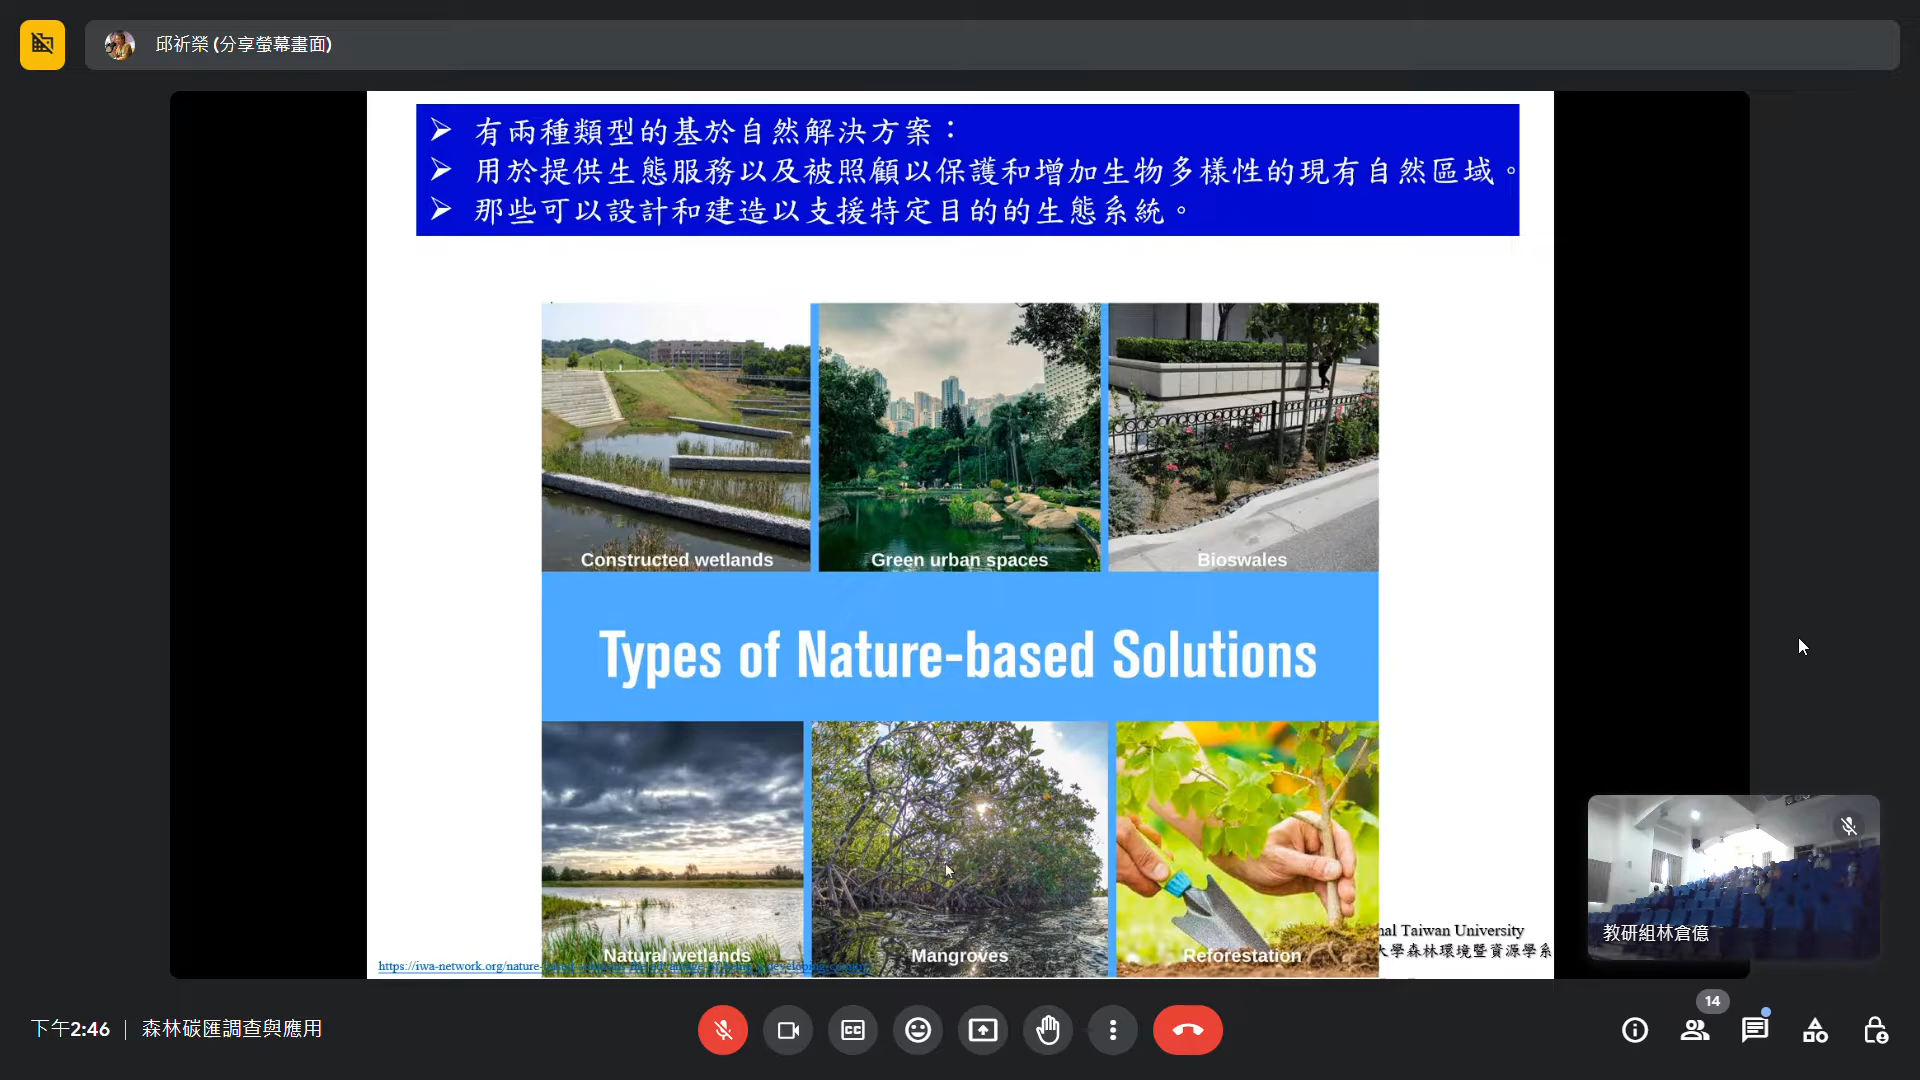 邱祈榮 (分享螢幕畫面)
➢ 有兩種類型的基於自然解決方案：
➢ 用於提供生態服務以及被照顧以保護和增加生物多樣性的現有自然區域。
➢ 那些可以設計和建造以支援特定目的的生態系統。
Constructed wetlands
Green urban spaces
Bioswales
Types of Nature-based Solutions
Natural wetlands
Mangroves
Reforestation
https://iwa-network.org/nature-
nal Taiwan University
大學森林環境暨資源學系
教研組林倉億
14
下午2:46 | 森林碳匯調查與應用